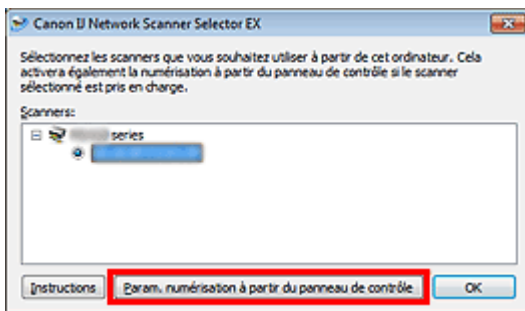 Canon IJ Network Scanner Selector EX
Sélectionnez les scanners que vous souhaitez utiliser à partir de cet ordinateur. Cela
activera également la numérisation à partir du panneau de contrôle si le scanner
sélectionné est pris en charge.
Scanners:
series
Instructions Param. numérisation à partir du panneau de contrôle OK